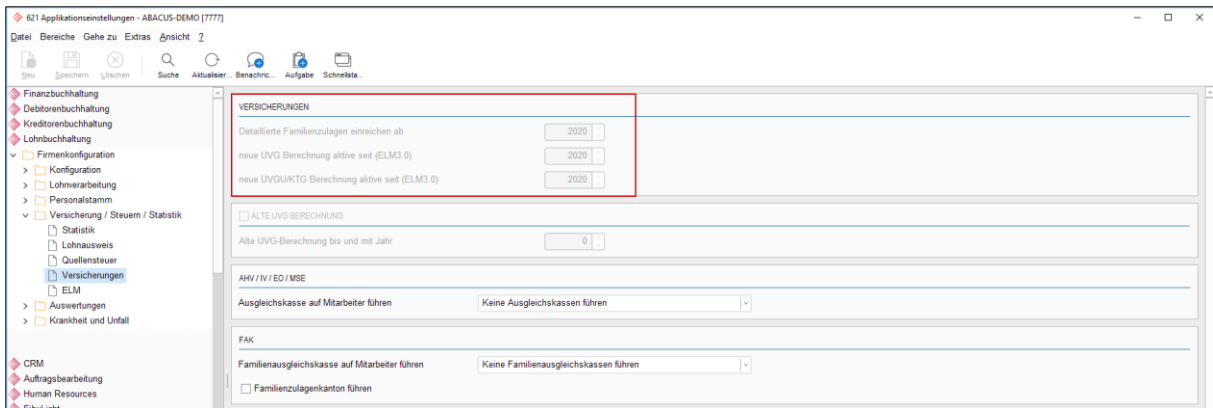 621 Applikationseinstellungen - ABACUS-DEMO [7777]
Datei Bereiche Gehe zu Extras Ansicht ?
Neu Speichern Löschen Suche Aktualisier... Benachric... Aufgabe Schnellsta...
Finanzbuchhaltung
Debitorenbuchhaltung
Kreditorenbuchhaltung
Lohnbuchhaltung
Firmenkonfiguration
Konfiguration
Lohnverarbeitung
Personalstamm
Versicherung / Steuern / Statistik
Statistik
Lohnausweis
Quellensteuer
Versicherungen
ELM
Auswertungen
Krankheit und Unfall
CRM
Auftragsbearbeitung
Human Resources
FibuLight
VERSICHERUNGEN
Detaillierte Familienzulagen einreichen ab 2020
neue UVG Berechnung aktive seit (ELM3.0) 2020
neue UVGU/KTG Berechnung aktive seit (ELM3.0) 2020
ALTE UVG-BERECHNUNG
Alte UVG-Berechnung bis und mit Jahr 0
AHV / IV / EO / MSE
Ausgleichskasse auf Mitarbeiter führen Keine Ausgleichskassen führen
FAK
Familienausgleichskasse auf Mitarbeiter führen Keine Familienausgleichskassen führen
Familienzulagenkanton führen